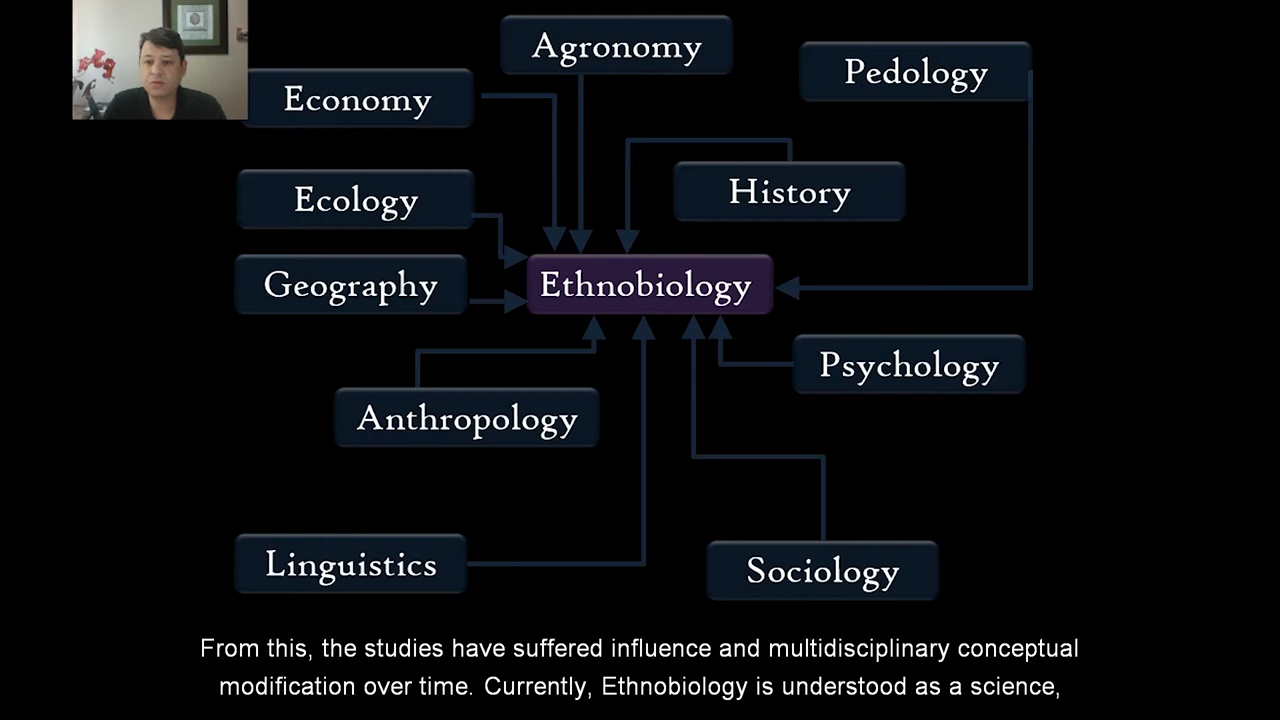 Agronomy
Pedology
Economy
History
Ecology
Geography
Ethnobiology
Psychology
Anthropology
Linguistics
Sociology
From this, the studies have suffered influence and multidisciplinary conceptual
modification over time. Currently, Ethnobiology is understood as a science,